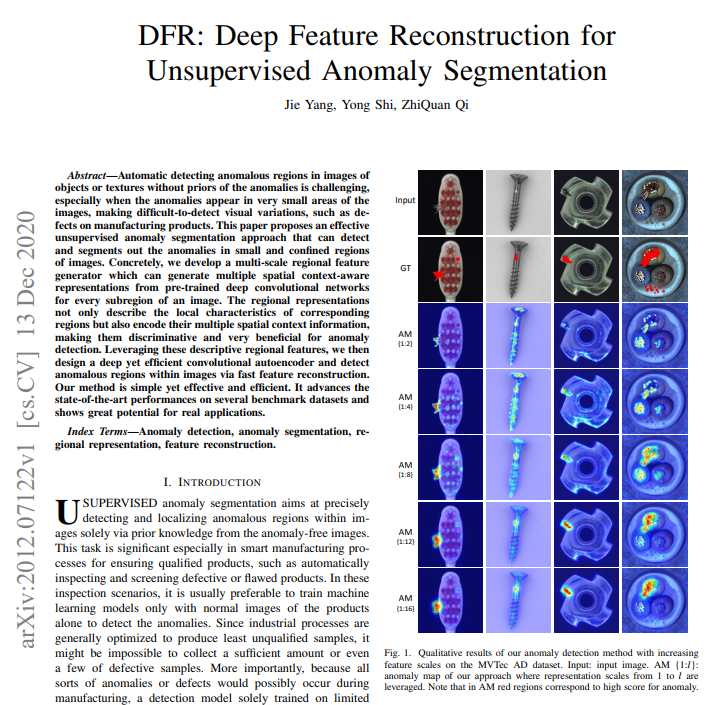 DFR: Deep Feature Reconstruction for
Unsupervised Anomaly Segmentation
Jie Yang, Yong Shi, ZhiQuan Qi
arXiv:2012.07122v1 [cs.CV] 13 Dec 2020
Abstract—Automatic detecting anomalous regions in images of
objects or textures without priors of the anomalies is challenging,
especially when the anomalies appear in very small areas of the
images, making difficult-to-detect visual variations, such as de-
fects on manufacturing products. This paper proposes an effective
unsupervised anomaly segmentation approach that can detect
and segments out the anomalies in small and confined regions
of images. Concretely, we develop a multi-scale regional feature
generator which can generate multiple spatial context-aware
representations from pre-trained deep convolutional networks
for every subregion of an image. The regional representations
not only describe the local characteristics of corresponding
regions but also encode their multiple spatial context information,
making them discriminative and very beneficial for anomaly
detection. Leveraging these descriptive regional features, we then
design a deep yet efficient convolutional autoencoder and detect
anomalous regions within images via fast feature reconstruction.
Our method is simple yet effective and efficient. It advances the
state-of-the-art performances on several benchmark datasets and
shows great potential for real applications.
Index Terms—Anomaly detection, anomaly segmentation, re-
gional representation, feature reconstruction.
I. INTRODUCTION
USUPERVISED anomaly segmentation aims at precisely
detecting and localizing anomalous regions within im-
ages solely via prior knowledge from the anomaly-free images.
This task is significant especially in smart manufacturing pro-
cesses for ensuring qualified products, such as automatically
inspecting and screening defective or flawed products. In these
inspection scenarios, it is usually preferable to train machine
learning models only with normal images of the products
alone to detect the anomalies. Since industrial processes are
generally optimized to produce least unqualified samples, it
might be impossible to collect a sufficient amount or even
a few of defective samples. More importantly, because all
sorts of anomalies or defects would possibly occur during
manufacturing, a detection model solely trained on limited
Input
GT
AM
(1:2)
AM
(1:4)
AM
(1:8)
AM
(1:12)
AM
(1:16)
Fig. 1. Qualitative results of our anomaly detection method with increasing
feature scales on the MVTec AD dataset. Input: input image. AM {1:l}:
anomaly map of our approach where representation scales from 1 to l are
leveraged. Note that in AM red regions correspond to high score for anomaly.